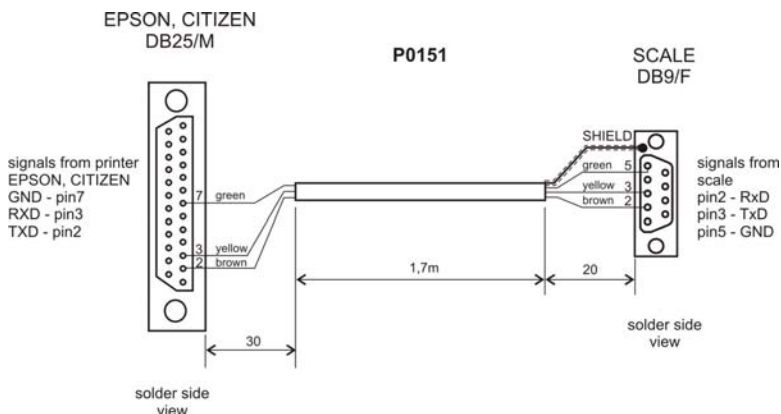 EPSON, CITIZEN
DB25/M
P0151
SCALE
DB9/F
signals from printer
EPSON, CITIZEN
GND - pin7
RXD - pin3
TXD - pin2
7 green
3 yellow
2 brown
SHIELD
green 5
yellow 3
brown 2
signals from
scale
pin2 - RxD
pin3 - TxD
pin5 - GND
1,7m
20
30
solder side
view
solder side
view